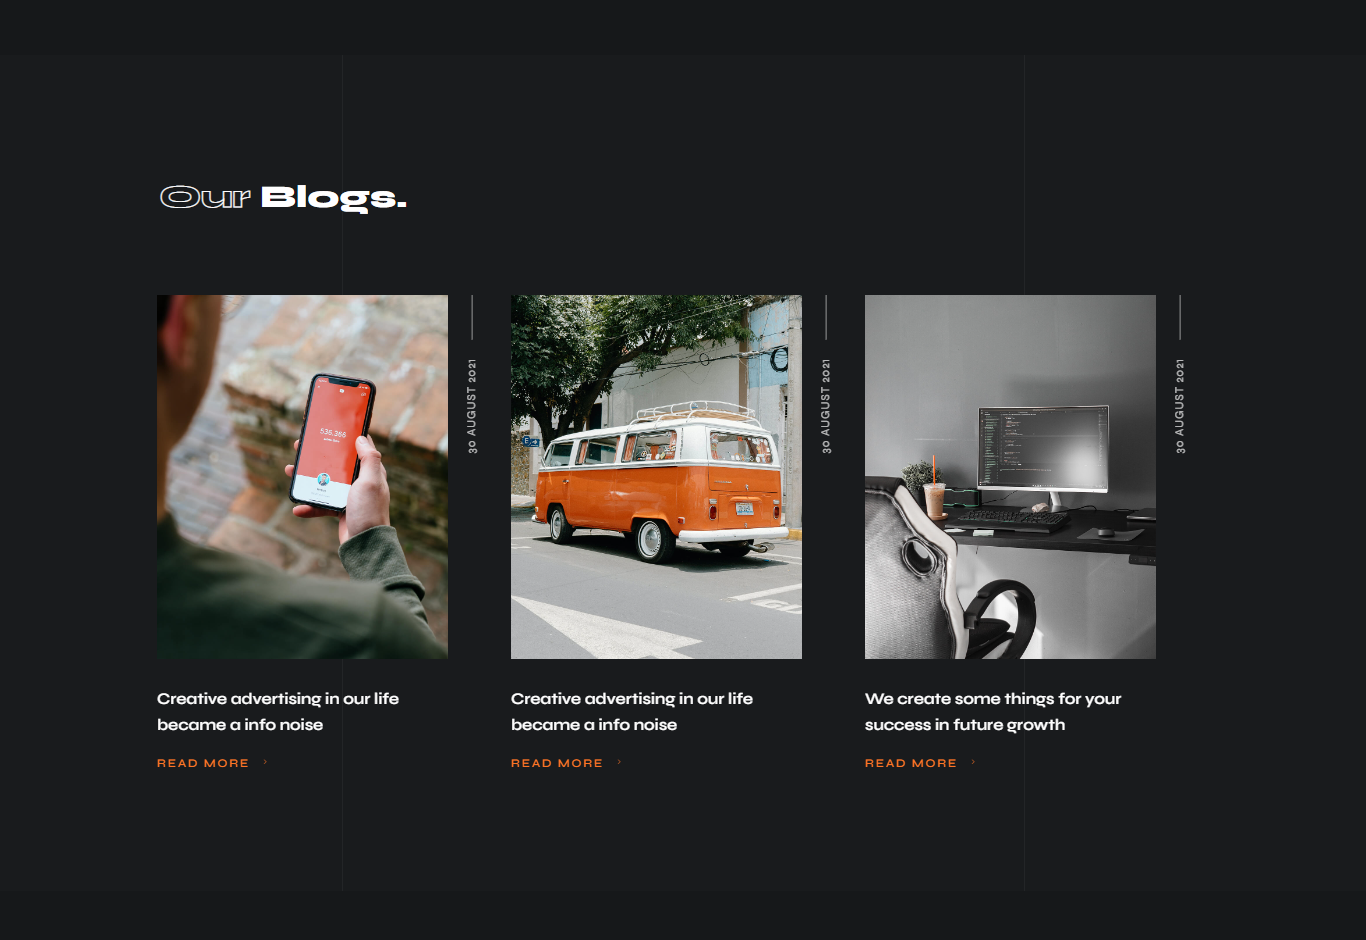 Our Blogs.
536,366
30 AUGUST 2021
30 AUGUST 2021
30 AUGUST 2021
Creative advertising in our life
became a info noise
READ MORE
Creative advertising in our life
became a info noise
READ MORE
We create some things for your
success in future growth
READ MORE